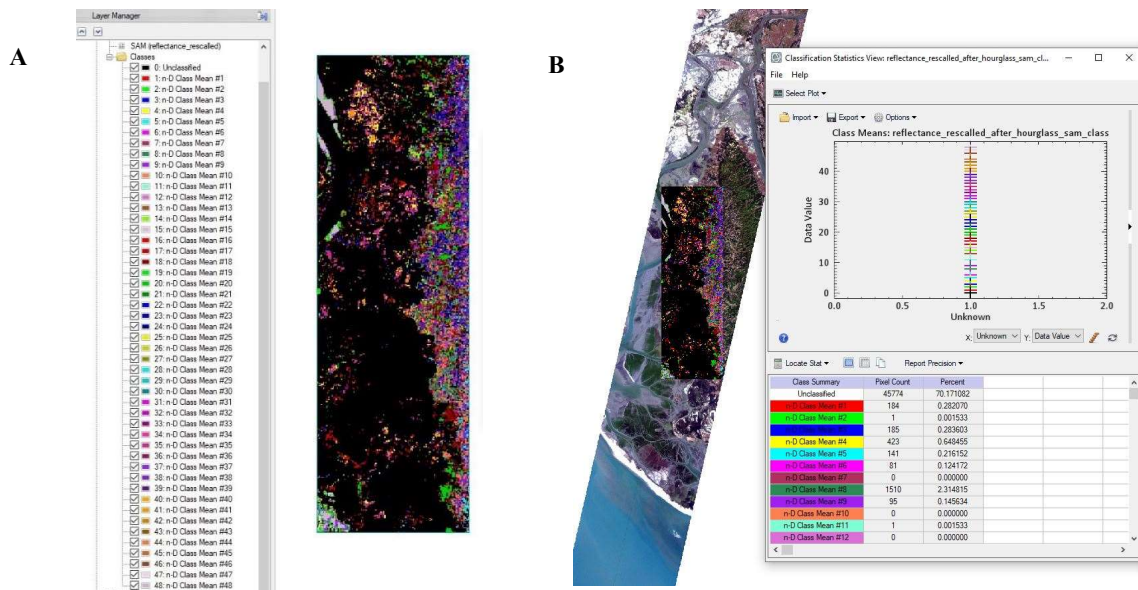 Layer Manager
A
SAM (reflectance_rescalled)
Classes
0: Unclassified
1: n-D Class Mean #1
2: n-D Class Mean #2
3: n-D Class Mean #3
4: n-D Class Mean #4
5: n-D Class Mean #5
6: n-D Class Mean #6
7: n-D Class Mean #7
8: n-D Class Mean #8
9: n-D Class Mean #9
10: n-D Class Mean #10
11: n-D Class Mean #11
12: n-D Class Mean #12
13: n-D Class Mean #13
14: n-D Class Mean #14
15: n-D Class Mean #15
16: n-D Class Mean #16
17: n-D Class Mean #17
18: n-D Class Mean #18
19: n-D Class Mean #19
20: n-D Class Mean #20
21: n-D Class Mean #21
22: n-D Class Mean #22
23: n-D Class Mean #23
24: n-D Class Mean #24
25: n-D Class Mean #25
26: n-D Class Mean #26
27: n-D Class Mean #27
28: n-D Class Mean #28
29: n-D Class Mean #29
30: n-D Class Mean #30
31: n-D Class Mean #31
32: n-D Class Mean #32
33: n-D Class Mean #33
34: n-D Class Mean #34
35: n-D Class Mean #35
36: n-D Class Mean #36
37: n-D Class Mean #37
38: n-D Class Mean #38
39: n-D Class Mean #39
40: n-D Class Mean #40
41: n-D Class Mean #41
42: n-D Class Mean #42
43: n-D Class Mean #43
44: n-D Class Mean #44
45: n-D Class Mean #45
46: n-D Class Mean #46
47: n-D Class Mean #47
48: n-D Class Mean #48
B
Classification Statistics View: reflectance_rescalled_after_hourglass_sam_cl...
File Help
Select Plot
Import Export Options
Class Means: reflectance_rescalled_after_hourglass_sam_class
Data Value
40
30
20
10
0
0.0 0.5 1.0 1.5 2.0
Unknown
X: Unknown Y: Data Value
Locate Stat Report Precision
Class Summary Pixel Count Percent
Unclassified 45774 70.171082
n-D Class Mean #1 184 0.282070
n-D Class Mean #2 1 0.001533
n-D Class Mean #3 185 0.283603
n-D Class Mean #4 423 0.648455
n-D Class Mean #5 141 0.216152
n-D Class Mean #6 81 0.124172
n-D Class Mean #7 0 0.000000
n-D Class Mean #8 1510 2.314815
n-D Class Mean #9 95 0.145634
n-D Class Mean #10 0 0.000000
n-D Class Mean #11 1 0.001533
n-D Class Mean #12 0 0.000000